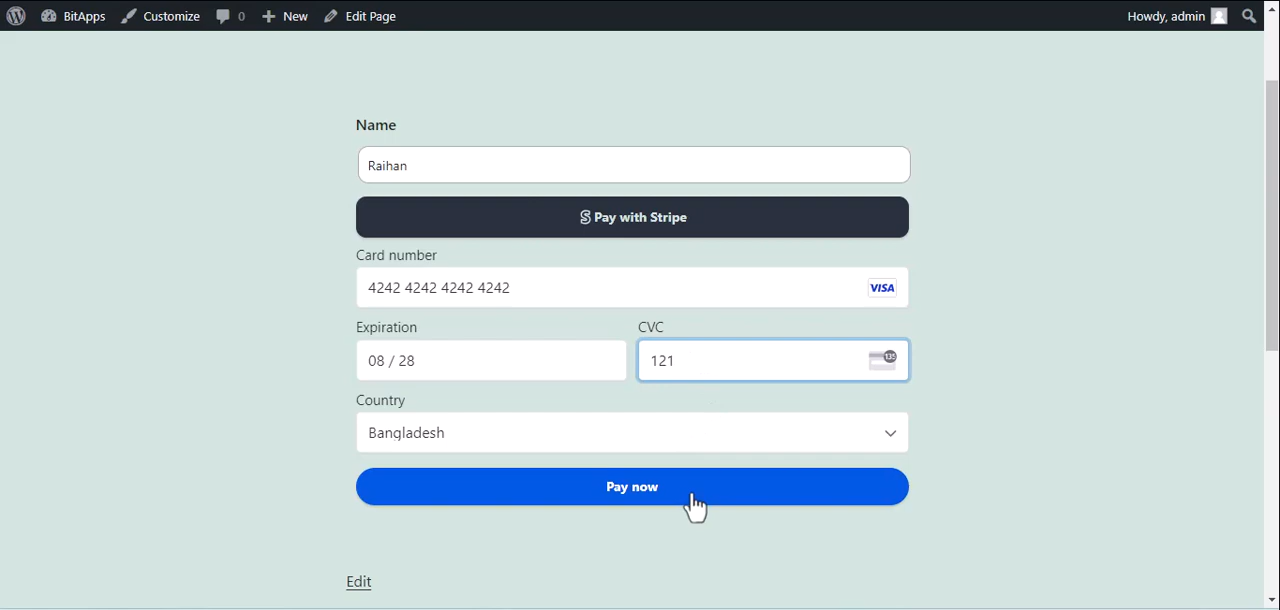 BitApps Customize 0 New Edit Page Howdy, admin
Name
Raihan
Pay with Stripe
Card number
4242 4242 4242 4242 VISA
Expiration CVC
08 / 28 121 135
Country
Bangladesh
Pay now
Edit